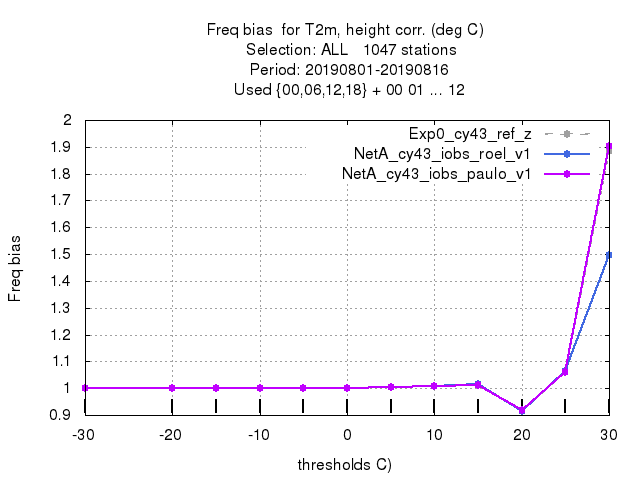 Freq bias  for T2m, height corr. (deg C)
Selection: ALL   1047 stations
Period: 20190801-20190816
Used {00,06,12,18} + 00 01 ... 12
Exp0_cy43_ref_z
NetA_cy43_iobs_roel_v1
NetA_cy43_iobs_paulo_v1
Freq bias
2
1.9
1.8
1.7
1.6
1.5
1.4
1.3
1.2
1.1
1
0.9
-30 -20 -10 0 10 20 30
thresholds C)